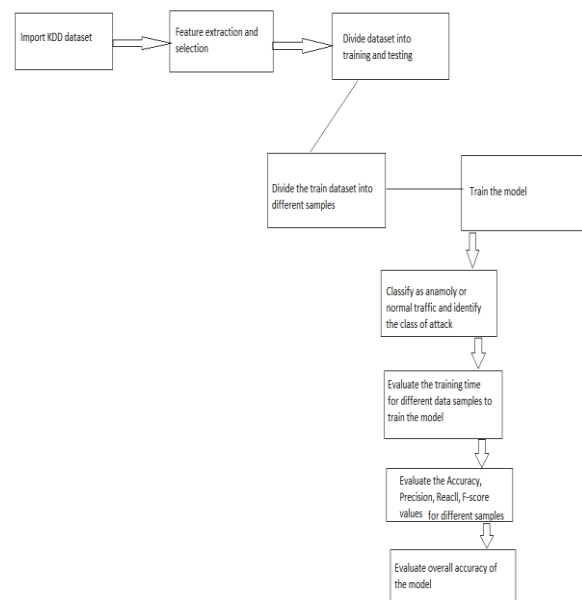 Import KDD dataset
Feature extraction and
selection
Divide dataset into
training and testing
Divide the train dataset into
different samples
Train the model
Classify as anamoly or
normal traffic and identify
the class of attack
Evaluate the training time
for different data samples to
train the model
Evaluate the Accuracy,
Precision, Reacll, F-score
values for different samples
Evaluate overall accuracy of
the model